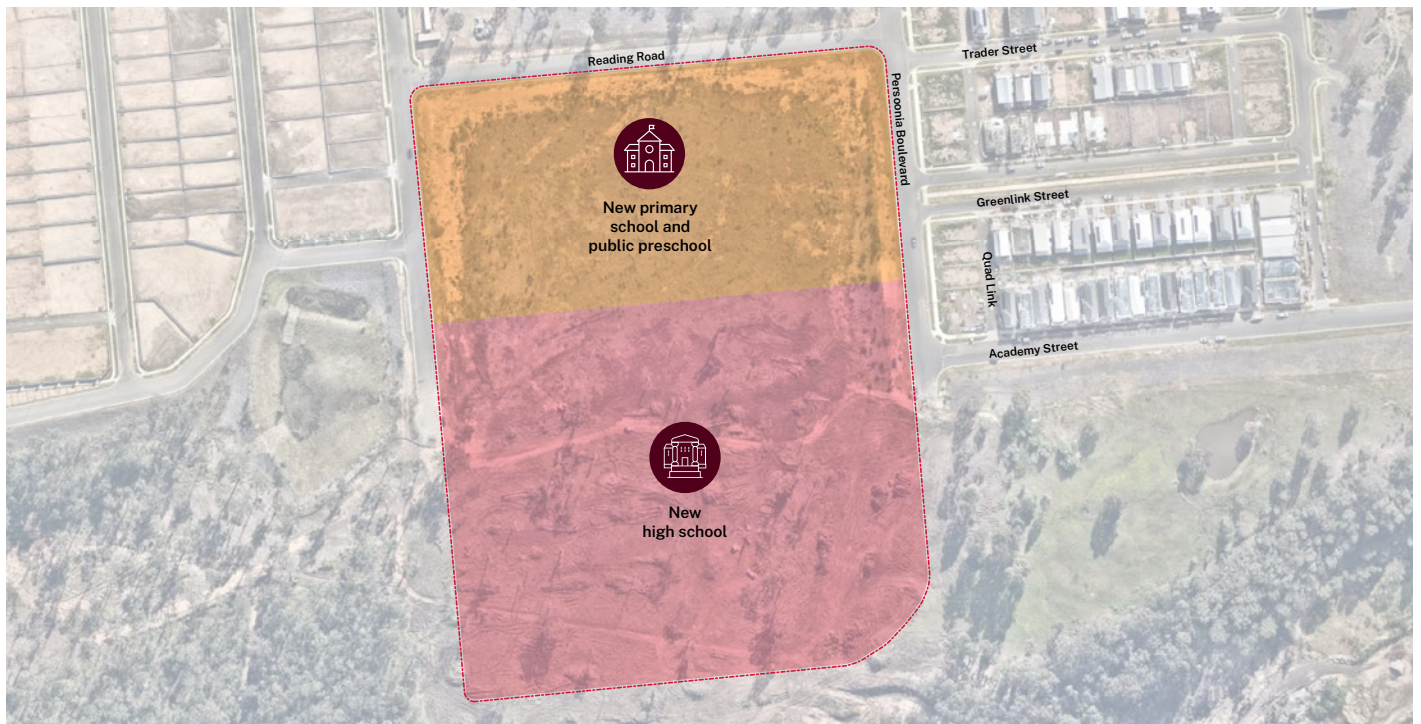 Reading Road
Trader Street
Persoonia Boulevard
New primary
school and
public preschool
Greenlink Street
Quad Link
Academy Street
New
high school